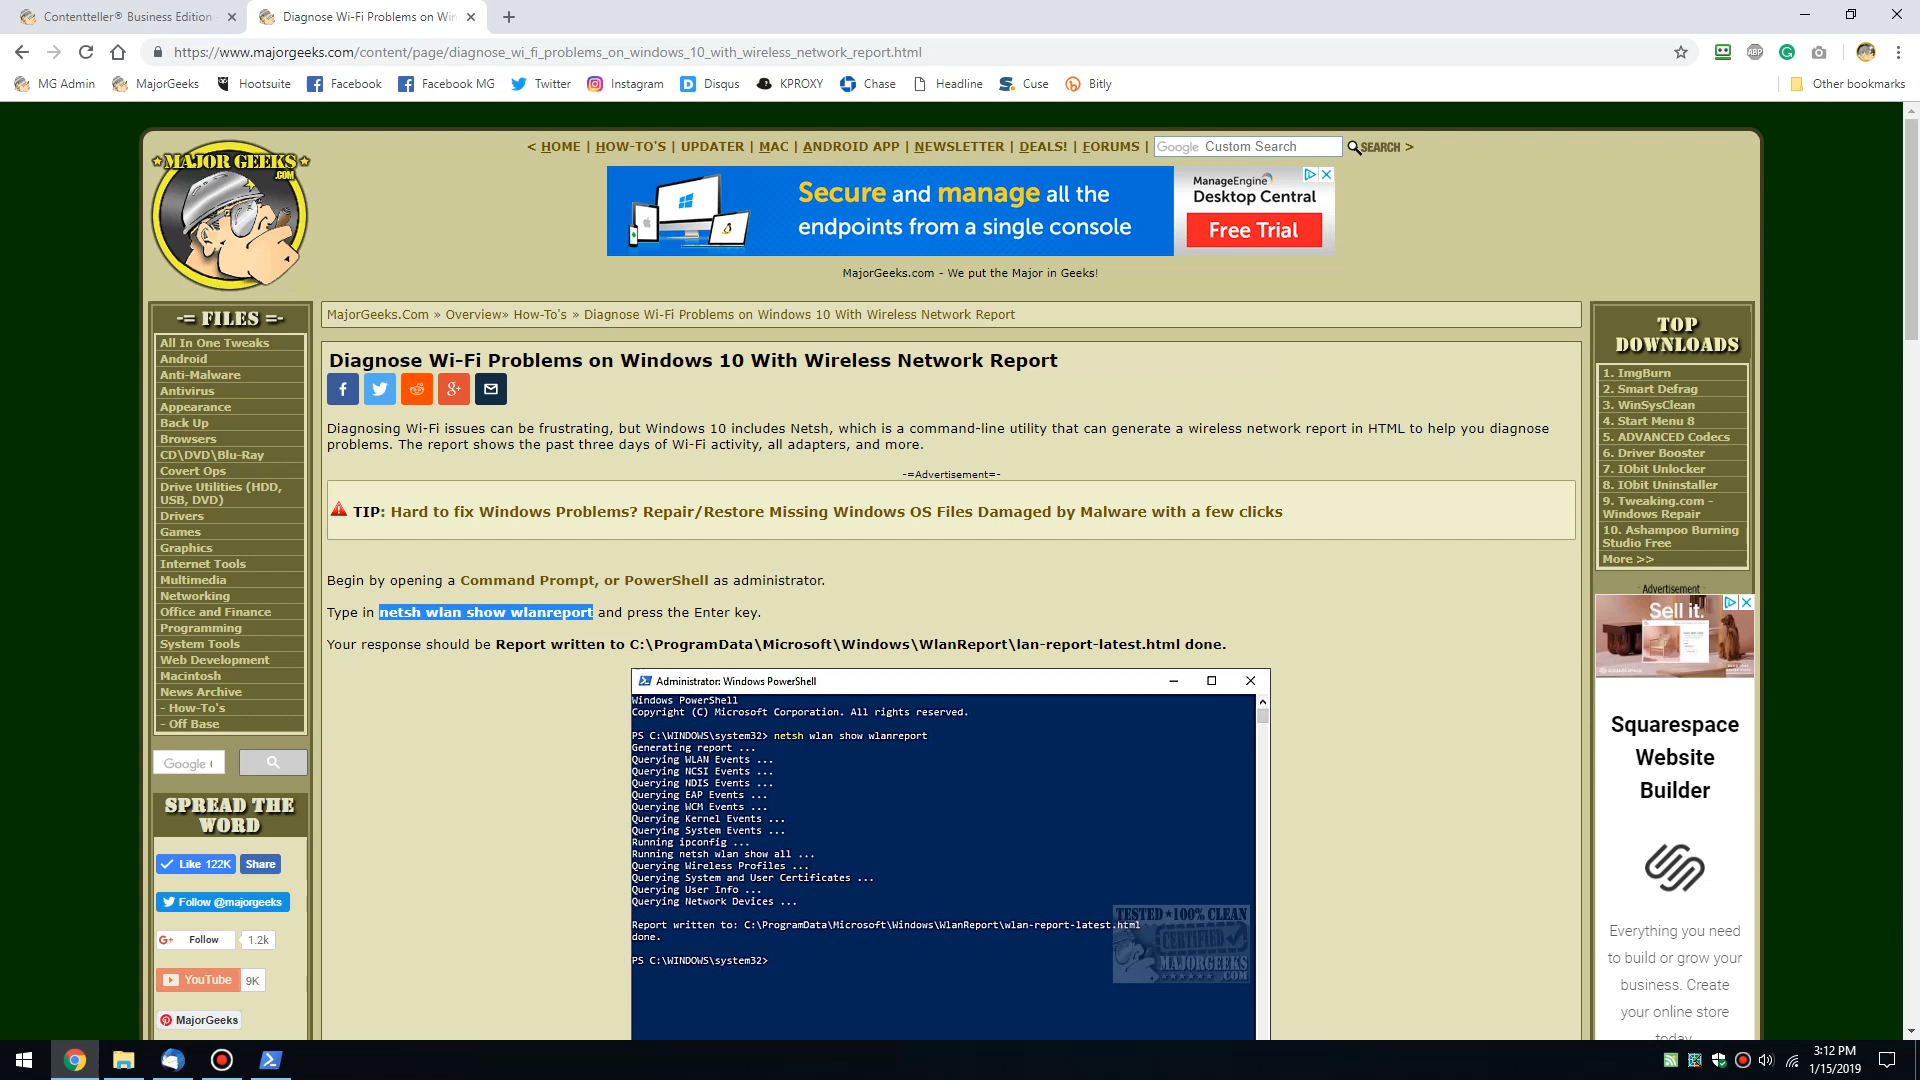 Contentteller® Business Edition
Diagnose Wi-Fi Problems on Win
https://www.majorgeeks.com/content/page/diagnose_wi_fi_problems_on_windows_10_with_wireless_network_report.html
ABP
MG Admin
MajorGeeks
Hootsuite
Facebook
Facebook MG
Twitter
Instagram
Disqus
KPROXY
Chase
Headline
Cuse
Bitly
Other bookmarks
MAJOR GEEKS
.COM
< HOME | HOW-TO'S | UPDATER | MAC | ANDROID APP | NEWSLETTER | DEALS! | FORUMS | Google Custom Search SEARCH >
Secure and manage all the
endpoints from a single console
ManageEngine
Desktop Central
Free Trial
MajorGeeks.com - We put the Major in Geeks!
-= FILES =-
All In One Tweaks
Android
Anti-Malware
Antivirus
Appearance
Back Up
Browsers
CD\DVD\Blu-Ray
Covert Ops
Drive Utilities (HDD,
USB, DVD)
Drivers
Games
Graphics
Internet Tools
Multimedia
Networking
Office and Finance
Programming
System Tools
Web Development
Macintosh
News Archive
- How-To's
- Off Base
Google
SPREAD THE
WORD
Like 122K
Share
Follow @majorgeeks
G+ Follow 1.2k
YouTube 9K
MajorGeeks
MajorGeeks.Com » Overview» How-To's » Diagnose Wi-Fi Problems on Windows 10 With Wireless Network Report
Diagnose Wi-Fi Problems on Windows 10 With Wireless Network Report
Diagnosing Wi-Fi issues can be frustrating, but Windows 10 includes Netsh, which is a command-line utility that can generate a wireless network report in HTML to help you diagnose
problems. The report shows the past three days of Wi-Fi activity, all adapters, and more.
-=Advertisement=-
TIP: Hard to fix Windows Problems? Repair/Restore Missing Windows OS Files Damaged by Malware with a few clicks
Begin by opening a Command Prompt, or PowerShell as administrator.
Type in netsh wlan show wlanreport and press the Enter key.
Your response should be Report written to C:\ProgramData\Microsoft\Windows\WlanReport\lan-report-latest.html done.
Administrator: Windows PowerShell
Windows PowerShell
Copyright (C) Microsoft Corporation. All rights reserved.
PS C:\WINDOWS\system32> netsh wlan show wlanreport
Generating report ...
Querying WLAN Events ...
Querying NCSI Events ...
Querying NDIS Events ...
Querying EAP Events ...
Querying WCM Events ...
Querying Kernel Events ...
Querying System Events ...
Running ipconfig ...
Running netsh wlan show all ...
Querying Wireless Profiles ...
Querying System and User Certificates ...
Querying User Info ...
Querying Network Devices ...
Report written to: C:\ProgramData\Microsoft\Windows\WlanReport\wlan-report-latest.html
done.
PS C:\WINDOWS\system32>
TESTED ★100% CLEAN
CERTIFIED
MAJORGEEKS
.COM
TOP
DOWNLOADS
1. ImgBurn
2. Smart Defrag
3. WinSysClean
4. Start Menu 8
5. ADVANCED Codecs
6. Driver Booster
7. IObit Unlocker
8. IObit Uninstaller
9. Tweaking.com -
Windows Repair
10. Ashampoo Burning
Studio Free
More >>
- Advertisement -
Sell it.
Squarespace
Website
Builder
Everything you need
to build or grow your
business. Create
your online store
today.
3:12 PM
1/15/2019